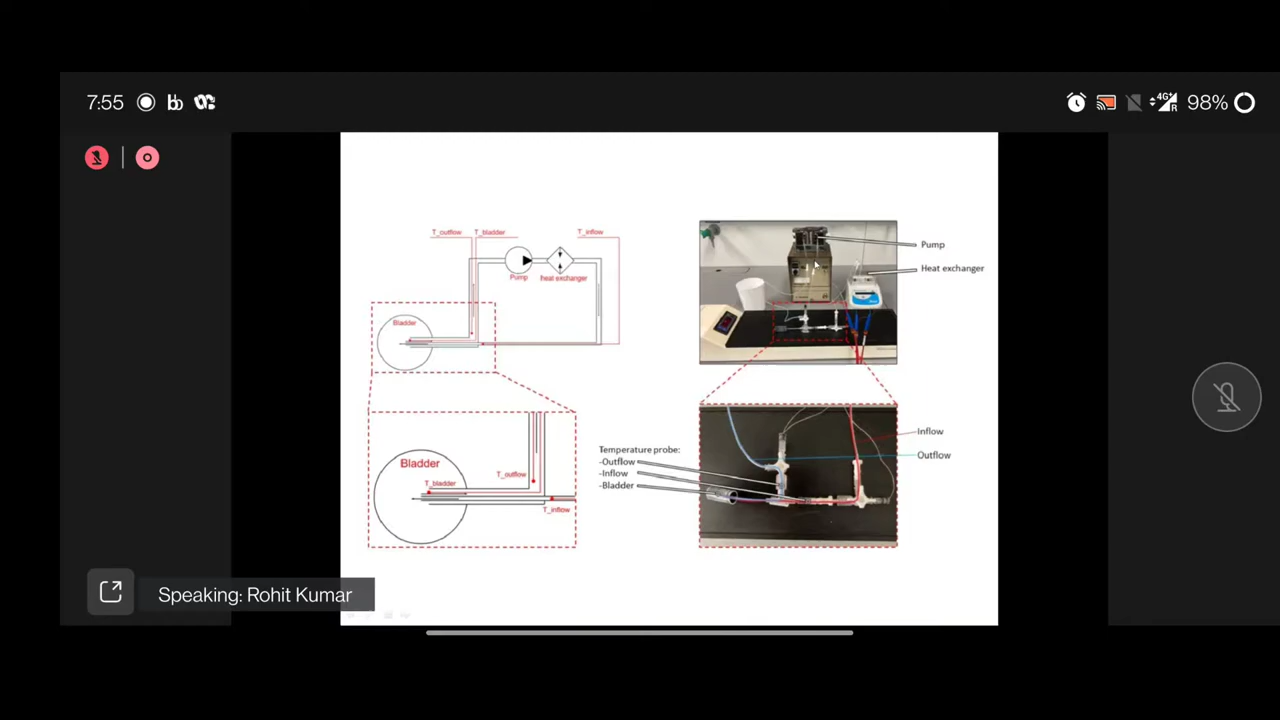 7:55
4G+
R
98%
T_outflow
T_bladder
T_inflow
Pump
heat exchanger
Bladder
Bladder
T_bladder
T_outflow
T_inflow
Pump
Heat exchanger
Temperature probe:
-Outflow
-Inflow
-Bladder
Inflow
Outflow
Speaking: Rohit Kumar